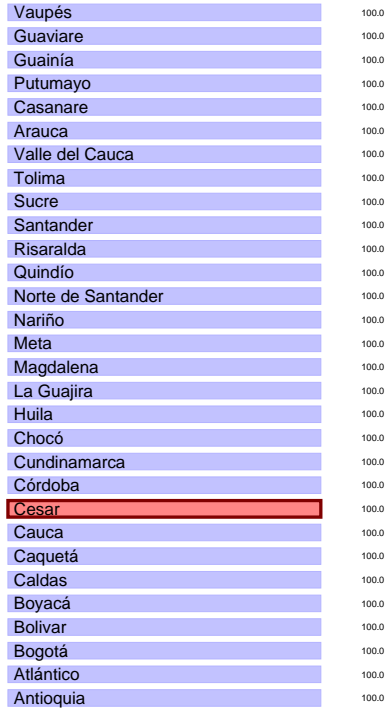 Vaupés 100.0
Guaviare 100.0
Guainía 100.0
Putumayo 100.0
Casanare 100.0
Arauca 100.0
Valle del Cauca 100.0
Tolima 100.0
Sucre 100.0
Santander 100.0
Risaralda 100.0
Quindío 100.0
Norte de Santander 100.0
Nariño 100.0
Meta 100.0
Magdalena 100.0
La Guajira 100.0
Huila 100.0
Chocó 100.0
Cundinamarca 100.0
Córdoba 100.0
Cesar 100.0
Cauca 100.0
Caquetá 100.0
Caldas 100.0
Boyacá 100.0
Bolivar 100.0
Bogotá 100.0
Atlántico 100.0
Antioquia 100.0